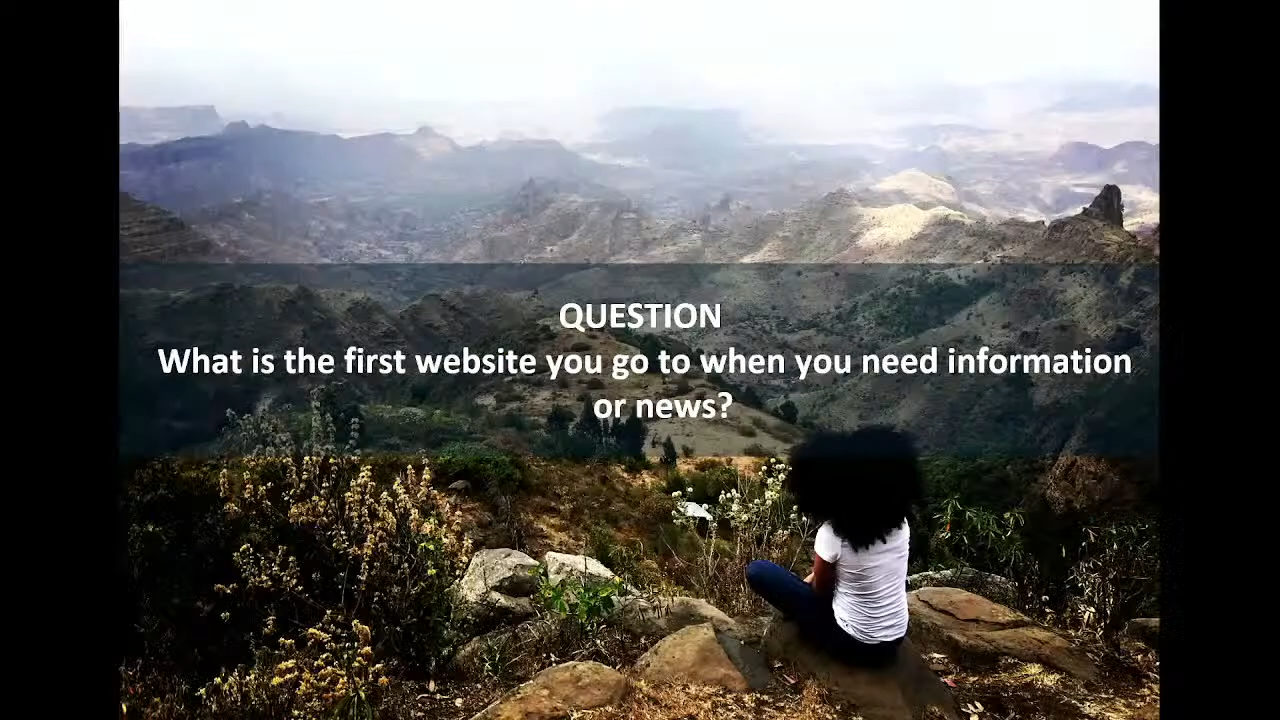 QUESTION
What is the first website you go to when you need information
or news?